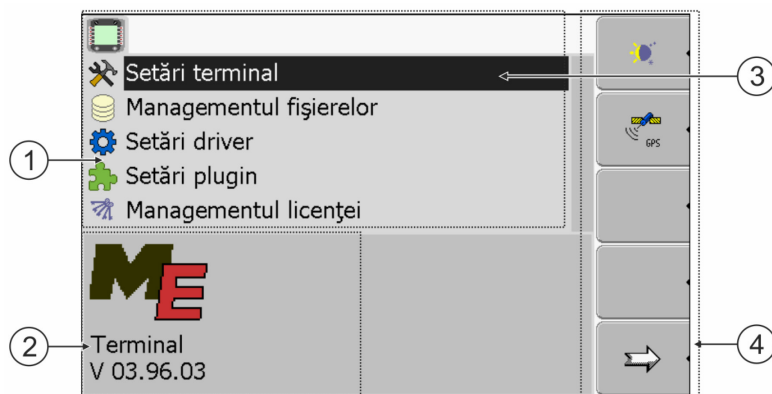 Setări terminal
Managementul fişierelor
Setări driver
Setări plugin
Managementul licenţei
GPS
ME
Terminal
V 03.96.03
1
2
3
4